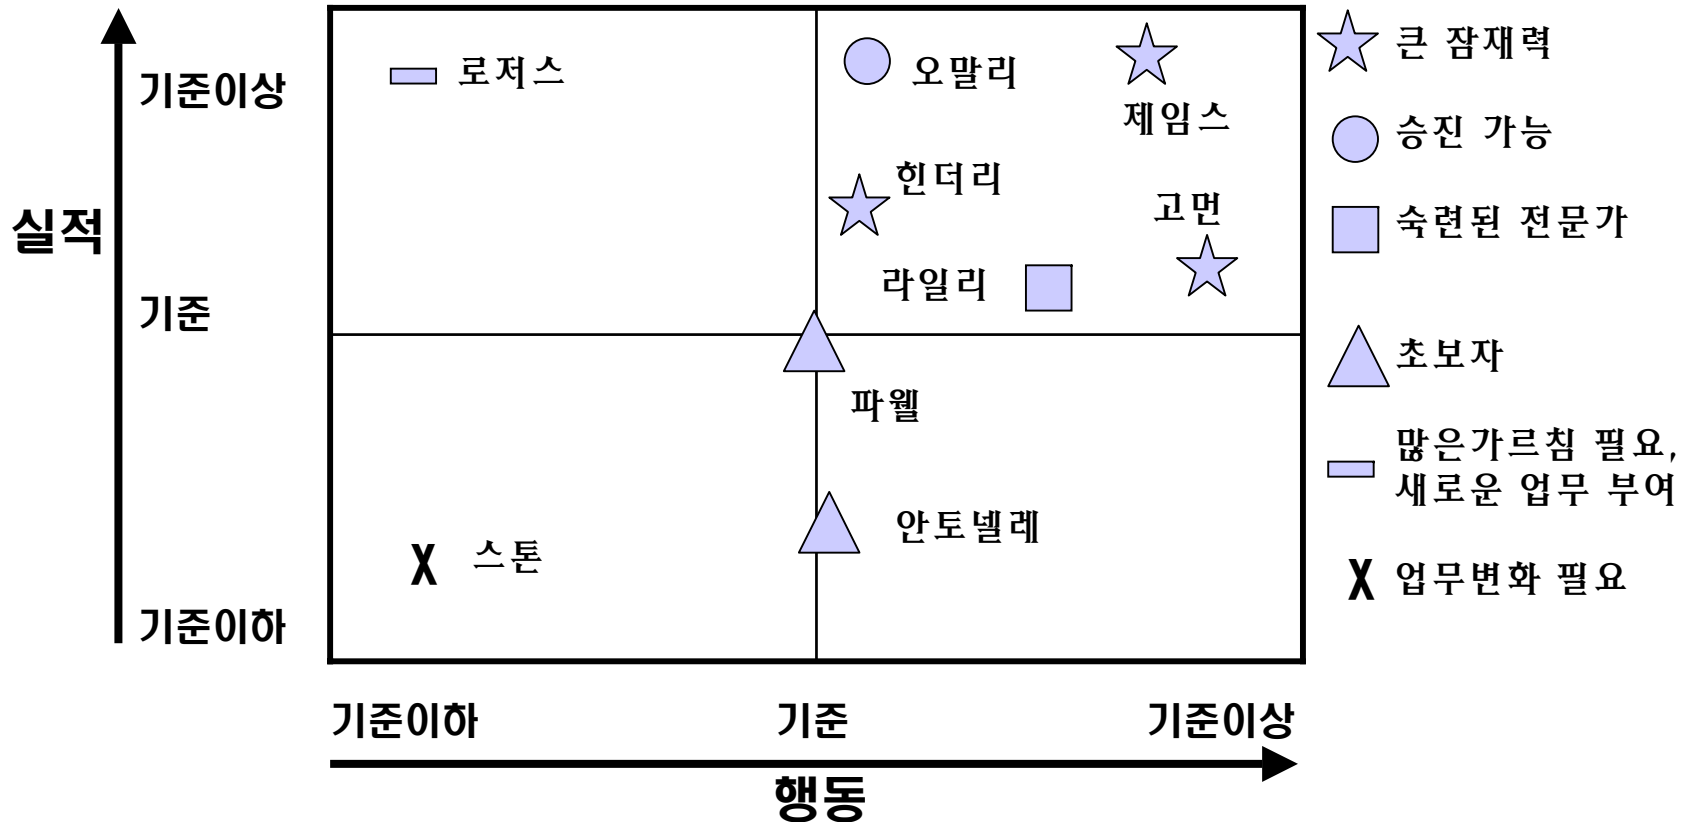 기준이상
로저스
오말리
제임스
큰 잠재력
승진 가능
힌더리
고먼
실적
숙련된 전문가
라일리
기준
초보자
파웰
많은가르침 필요,
새로운 업무 부여
안토넬레
X 스톤
X 업무변화 필요
기준이하
기준이하
기준
기준이상
행동